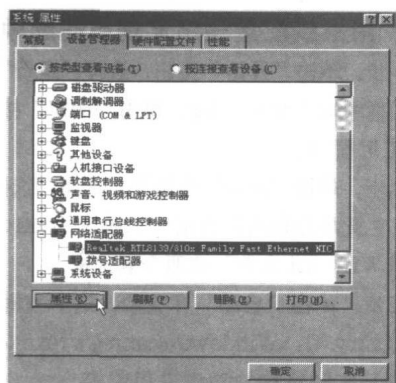 系统 属性
常规 设备管理器 硬件配置文件 性能
按类型查看设备(T) 按连接查看设备(C)
磁盘驱动器
调制解调器
端口 (COM & LPT)
监视器
键盘
其他设备
人机接口设备
软盘控制器
声音、视频和游戏控制器
鼠标
通用串行总线控制器
网络适配器
Realtek RTL8139/810x Family Fast Ethernet NIC
拨号适配器
系统设备
属性(R) 刷新(F) 删除(E) 打印(N)...
确定 取消